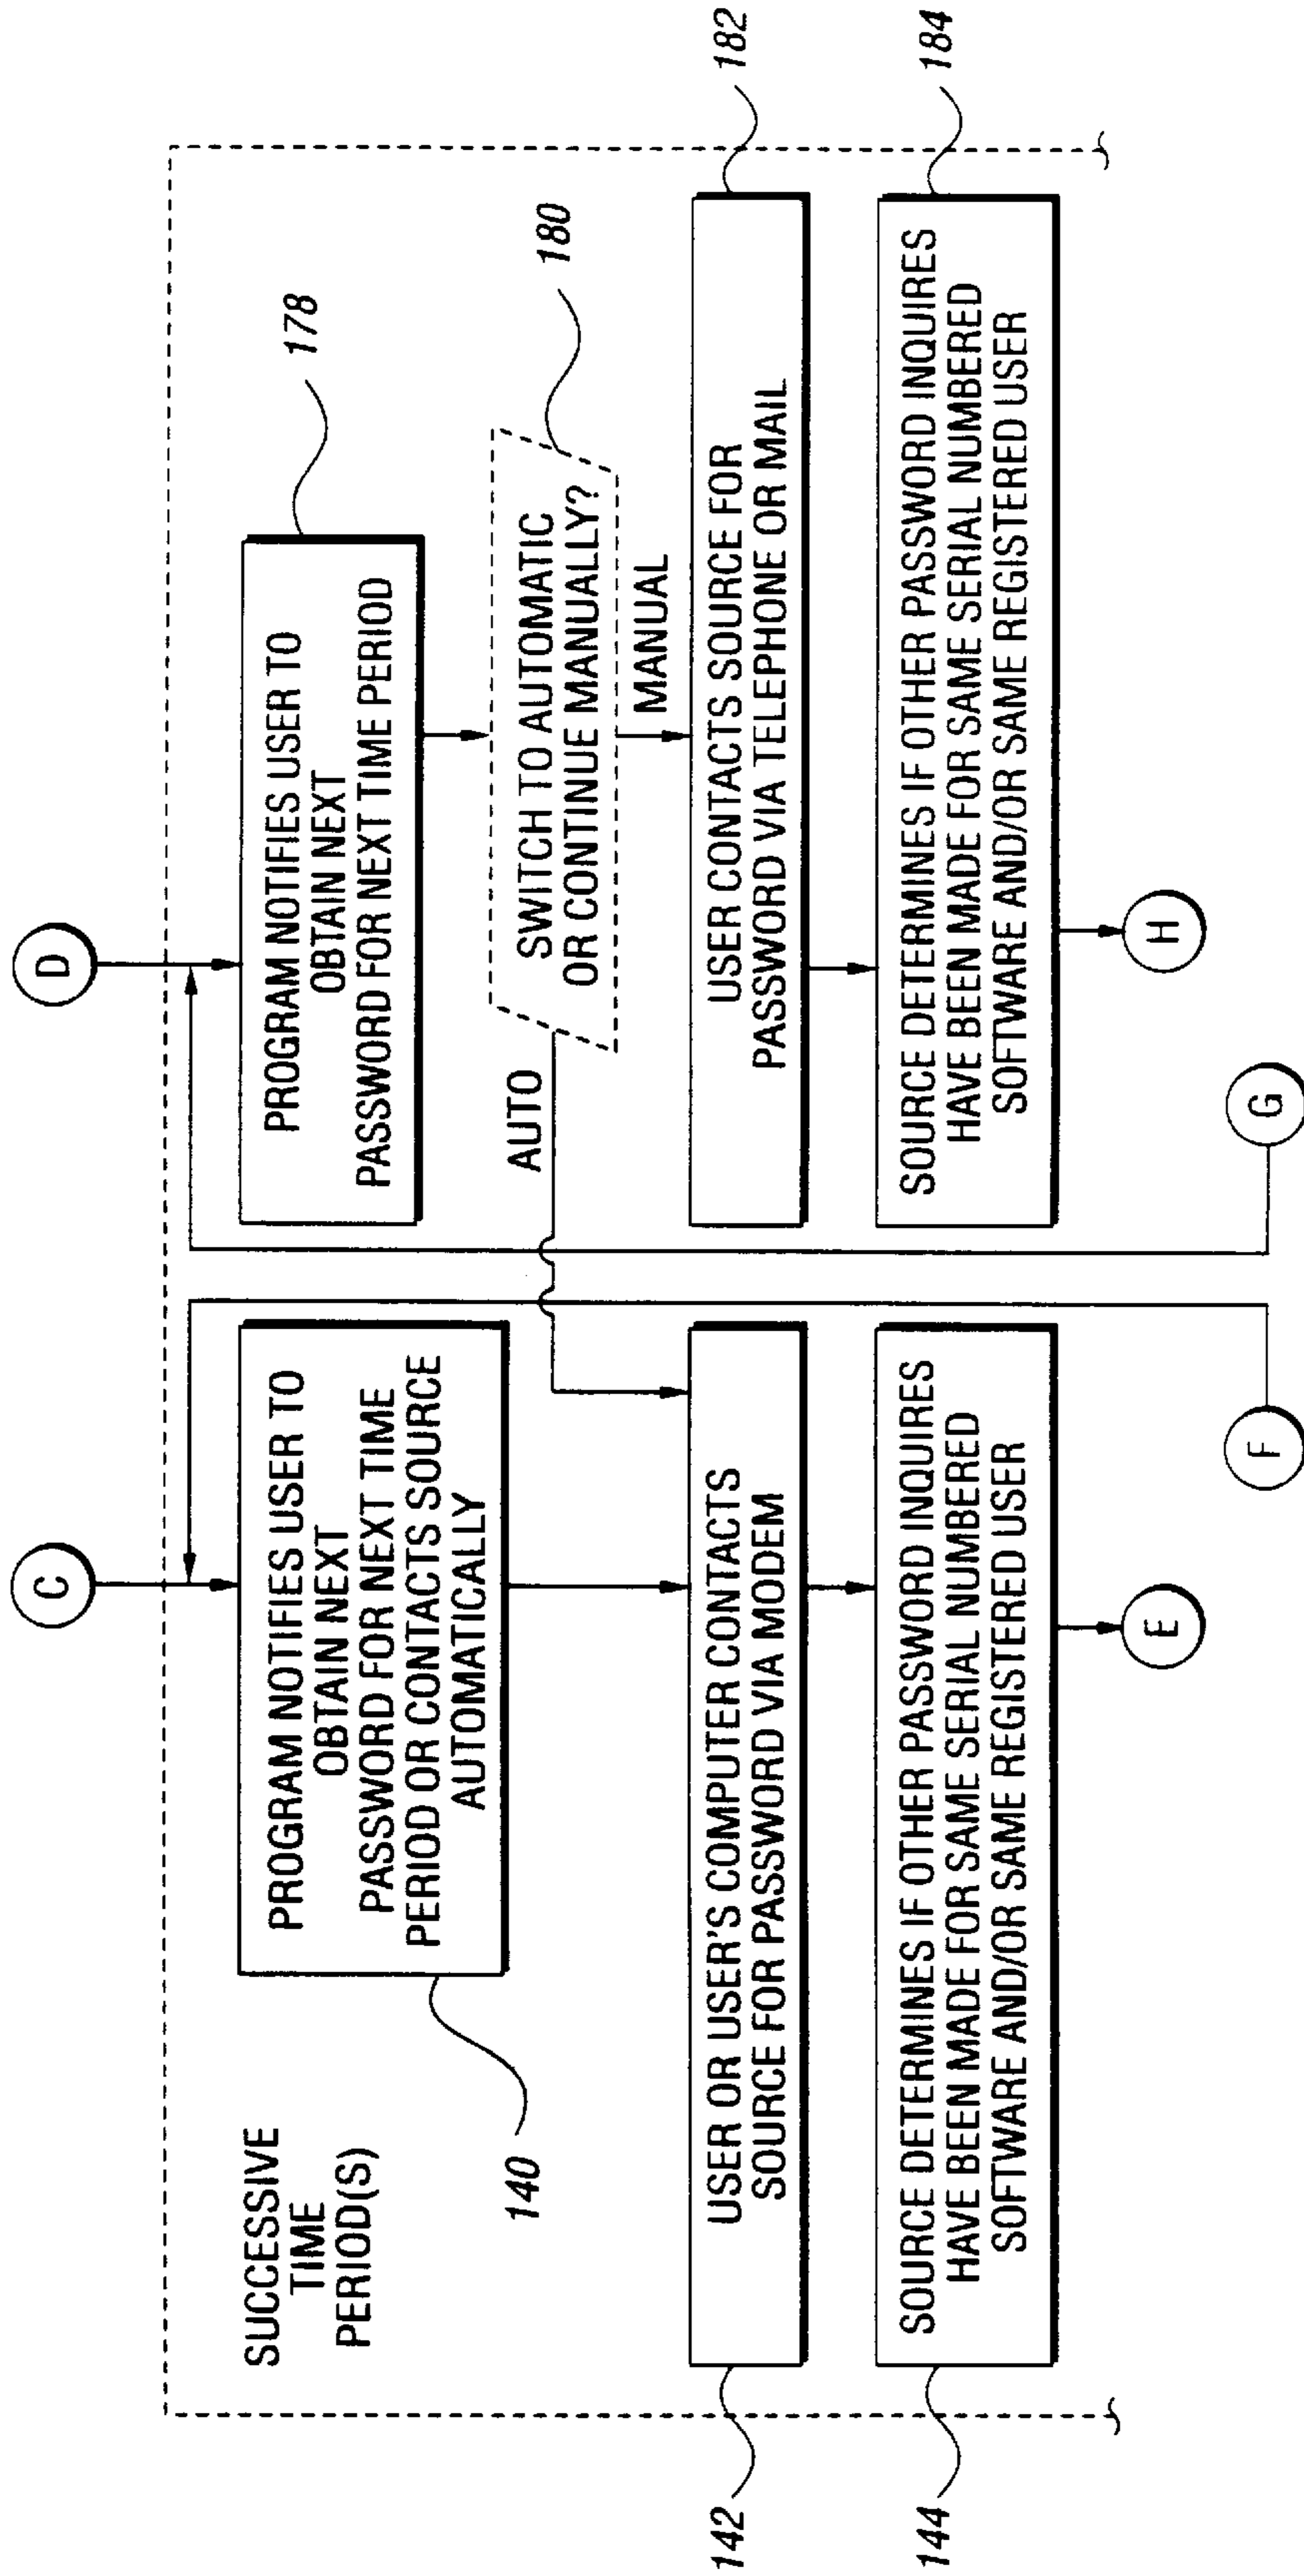 C
D
SUCCESSIVE
TIME
PERIOD(S)
PROGRAM NOTIFIES USER TO
OBTAIN NEXT
PASSWORD FOR NEXT TIME
PERIOD OR CONTACTS SOURCE
AUTOMATICALLY
140
PROGRAM NOTIFIES USER TO
OBTAIN NEXT
PASSWORD FOR NEXT TIME PERIOD
178
AUTO
SWITCH TO AUTOMATIC
OR CONTINUE MANUALLY?
180
MANUAL
USER OR USER'S COMPUTER CONTACTS
SOURCE FOR PASSWORD VIA MODEM
142
USER CONTACTS SOURCE FOR
PASSWORD VIA TELEPHONE OR MAIL
182
SOURCE DETERMINES IF OTHER PASSWORD INQUIRES
HAVE BEEN MADE FOR SAME SERIAL NUMBERED
SOFTWARE AND/OR SAME REGISTERED USER
144
SOURCE DETERMINES IF OTHER PASSWORD INQUIRES
HAVE BEEN MADE FOR SAME SERIAL NUMBERED
SOFTWARE AND/OR SAME REGISTERED USER
184
E
H
F
G